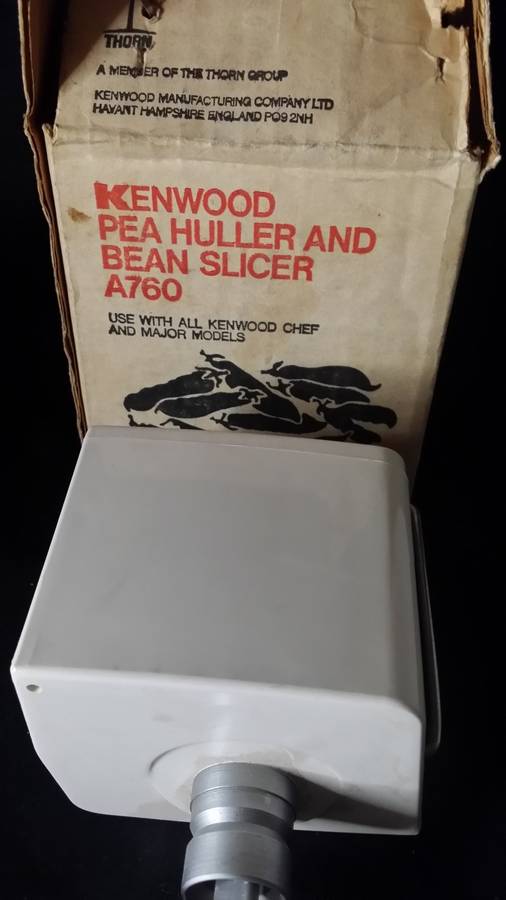 THORN
A MEMBER OF THE THORN GROUP
KENWOOD MANUFACTURING COMPANY LTD
HAVANT HAMPSHIRE ENGLAND PO9 2NH
KENWOOD
PEA HULLER AND
BEAN SLICER
A760
USE WITH ALL KENWOOD CHEF
AND MAJOR MODELS